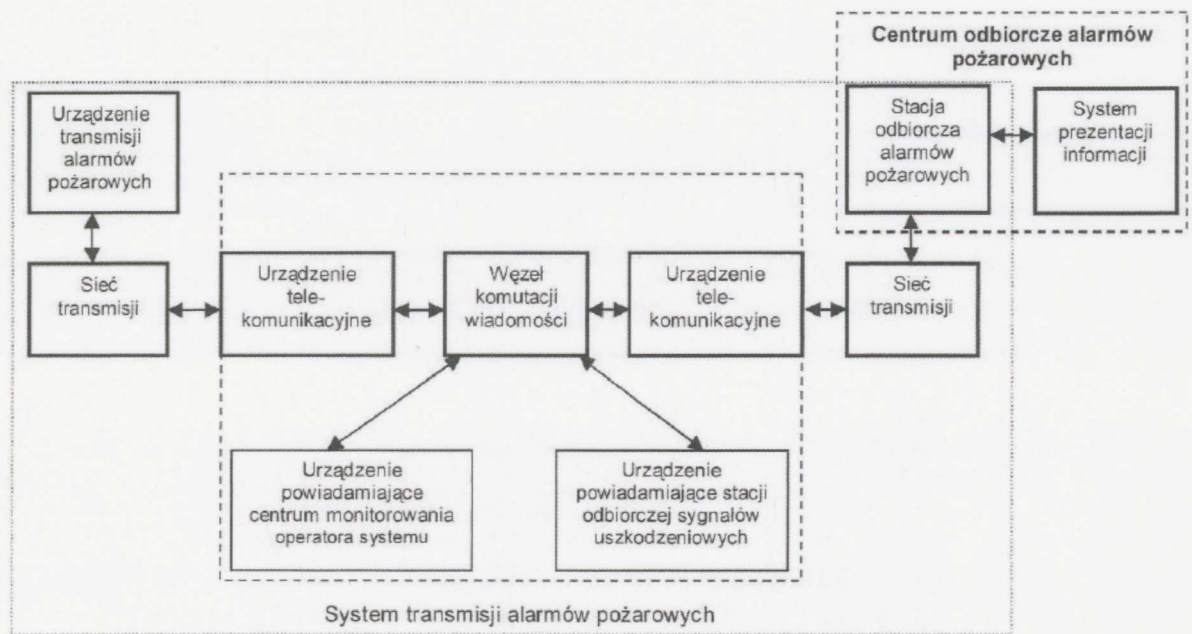 Centrum odbiorcze alarmów
pożarowych
Urządzenie
transmisji
alarmów
pożarowych
Stacja
odbiorcza
alarmów
pożarowych
System
prezentacji
informacji
Sieć
transmisji
Urządzenie
tele-
komunikacyjne
Węzeł
komutacji
wiadomości
Urządzenie
tele-
komunikacyjne
Sieć
transmisji
Urządzenie
powiadamiające
centrum monitorowania
operatora systemu
Urządzenie
powiadamiające stacji
odbiorczej sygnałów
uszkodzeniowych
System transmisji alarmów pożarowych